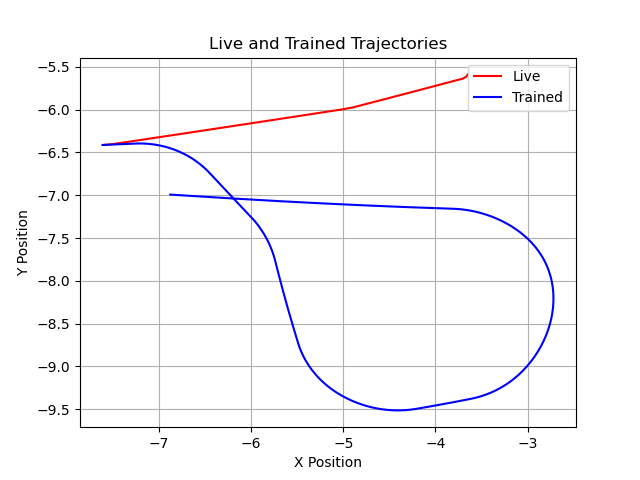 Live and Trained Trajectories
Live
Trained
Y Position
−5.5
−6.0
−6.5
−7.0
−7.5
−8.0
−8.5
−9.0
−9.5
−7
−6
−5
−4
−3
X Position